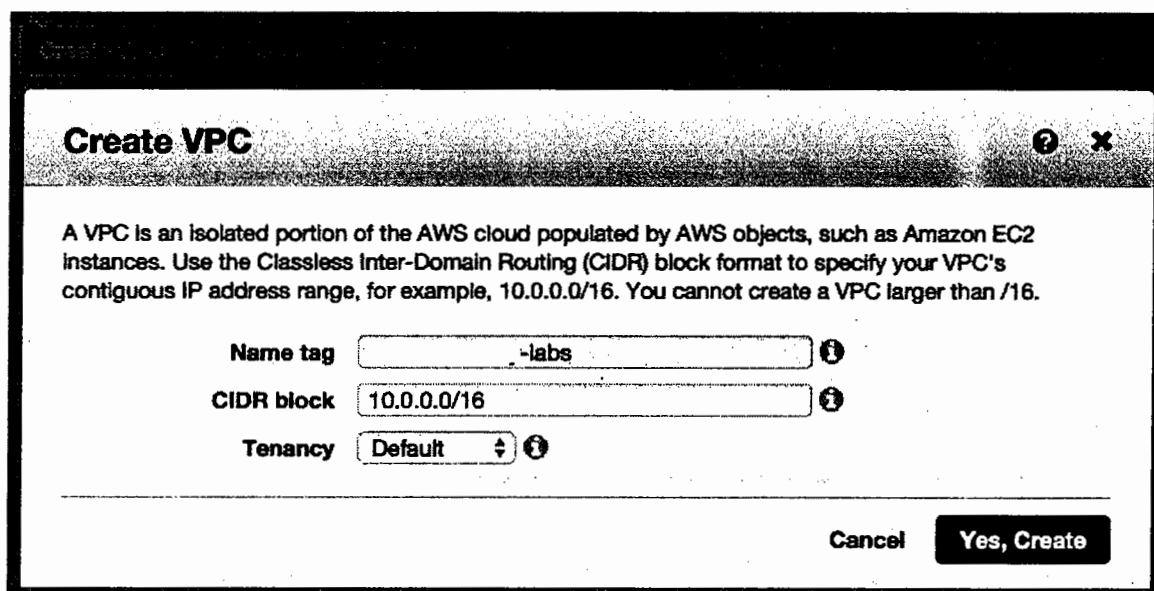 Create VPC
A VPC is an isolated portion of the AWS cloud populated by AWS objects, such as Amazon EC2
instances. Use the Classless Inter-Domain Routing (CIDR) block format to specify your VPC's
contiguous IP address range, for example, 10.0.0.0/16. You cannot create a VPC larger than /16.
Name tag -labs
CIDR block 10.0.0.0/16
Tenancy Default
Cancel Yes, Create